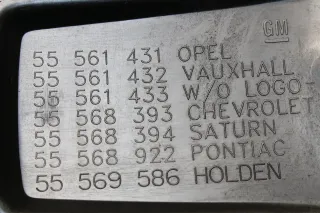 GM
55 561 431 OPEL
55 561 432 VAUXHALL
55 561 433 W/O LOGO
55 568 393 CHEVROLET
55 568 394 SATURN
55 568 922 PONTIAC
55 569 586 HOLDEN